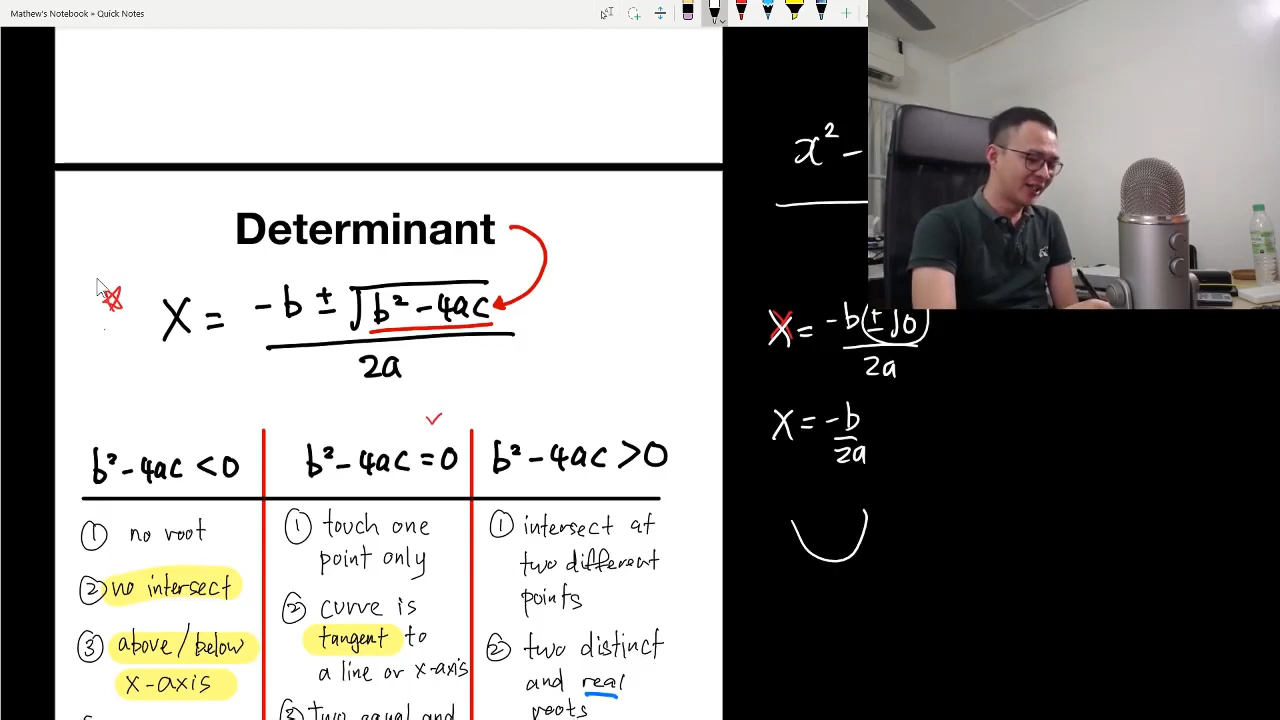 Mathew's Notebook » Quick Notes
Determinant
x² –
X = -b ± √b² - 4ac
2a
X = -b ± √0
2a
X = -b
2a
b² - 4ac < 0
b² - 4ac = 0
b² - 4ac > 0
① no root
② no intersect
③ above/below
x-axis
① touch one
point only
② curve is
tangent to
a line or x-axis
③ two equal and
① intersect at
two different
points
② two distinct
and real
roots